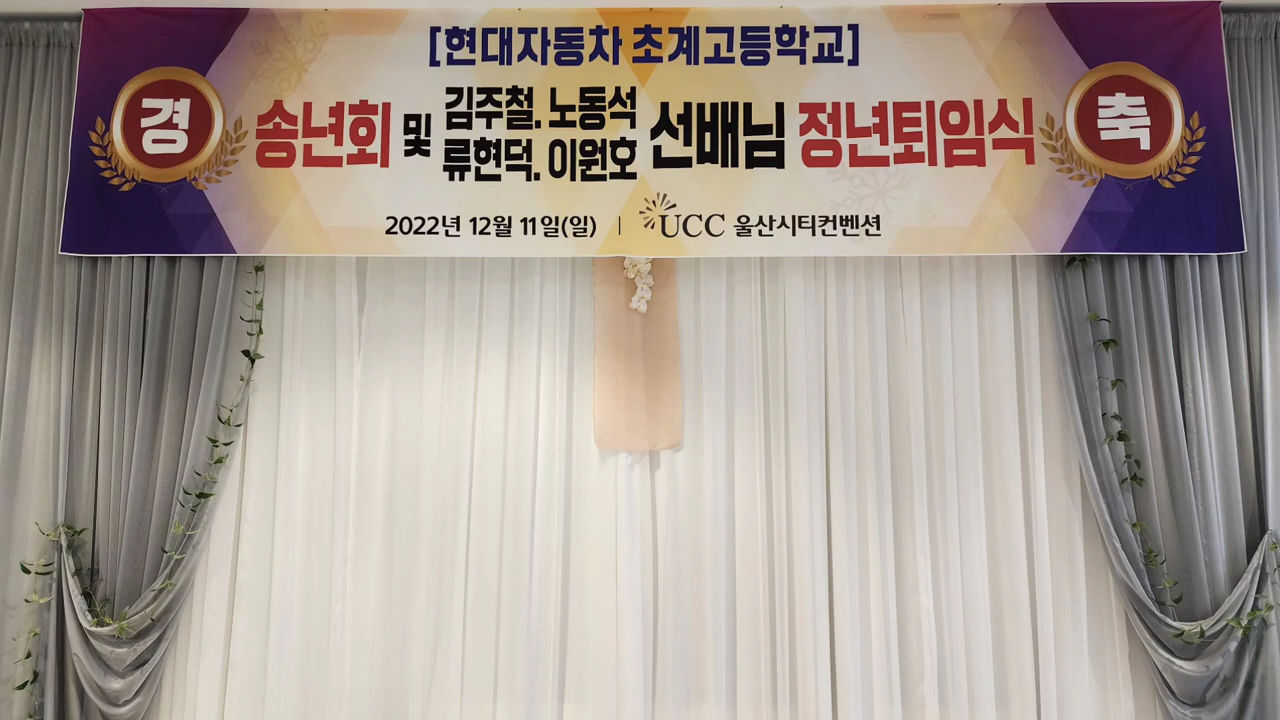 [현대자동차 초계고등학교]
경 송년회 및 김주철. 노동석 선배님 정년퇴임식 축
류현덕. 이원호
2022년 12월 11일(일) | UCC 울산시티컨벤션